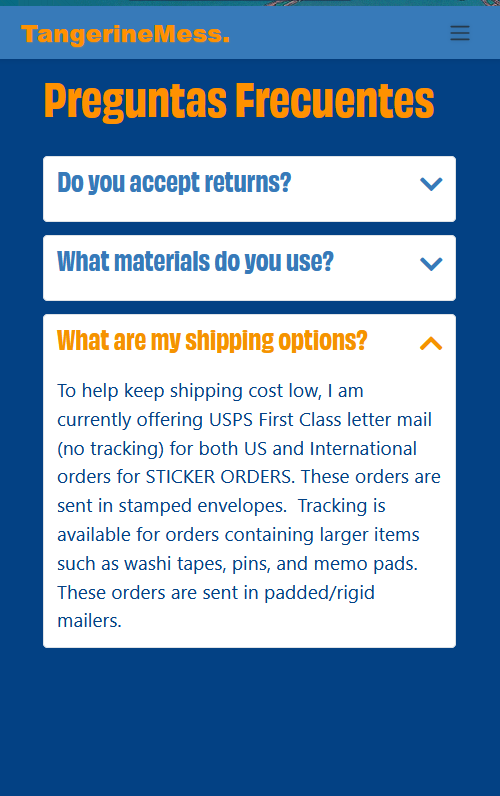 TangerineMess.
Preguntas Frecuentes
Do you accept returns?
What materials do you use?
What are my shipping options?
To help keep shipping cost low, I am
currently offering USPS First Class letter mail
(no tracking) for both US and International
orders for STICKER ORDERS. These orders are
sent in stamped envelopes.  Tracking is
available for orders containing larger items
such as washi tapes, pins, and memo pads.
These orders are sent in padded/rigid
mailers.